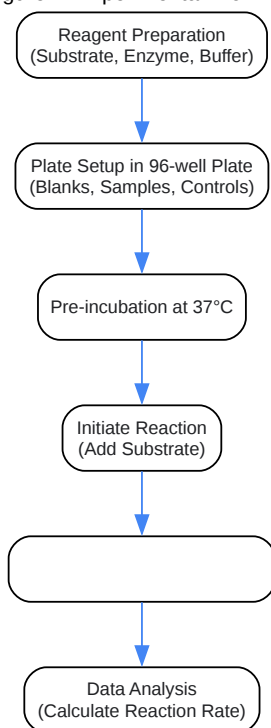 Reagent Preparation
(Substrate, Enzyme, Buffer)
Plate Setup in 96-well Plate
(Blanks, Samples, Controls)
Pre-incubation at 37°C
Initiate Reaction
(Add Substrate)
Data Analysis
(Calculate Reaction Rate)